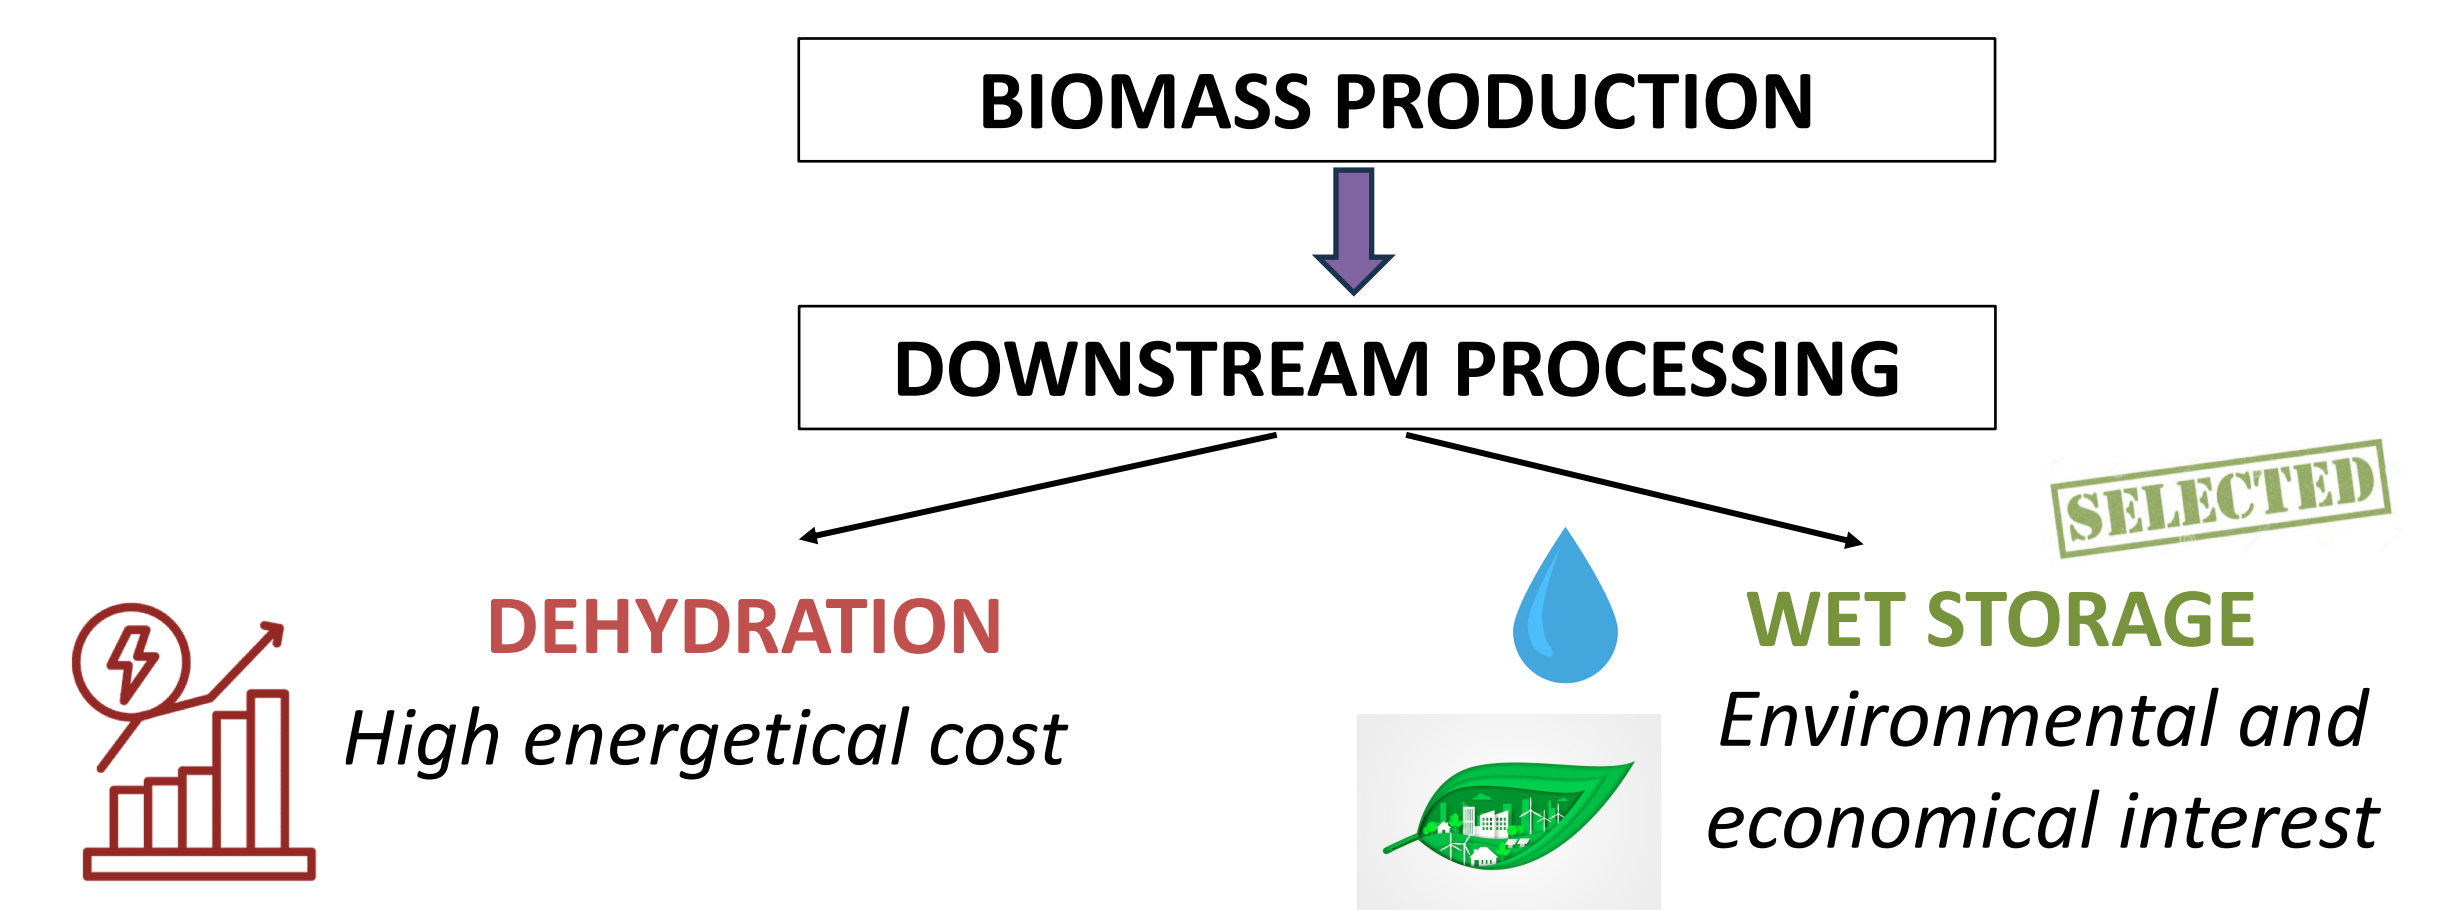 BIOMASS PRODUCTION
DOWNSTREAM PROCESSING
SELECTED
DEHYDRATION
High energetical cost
WET STORAGE
Environmental and
economical interest